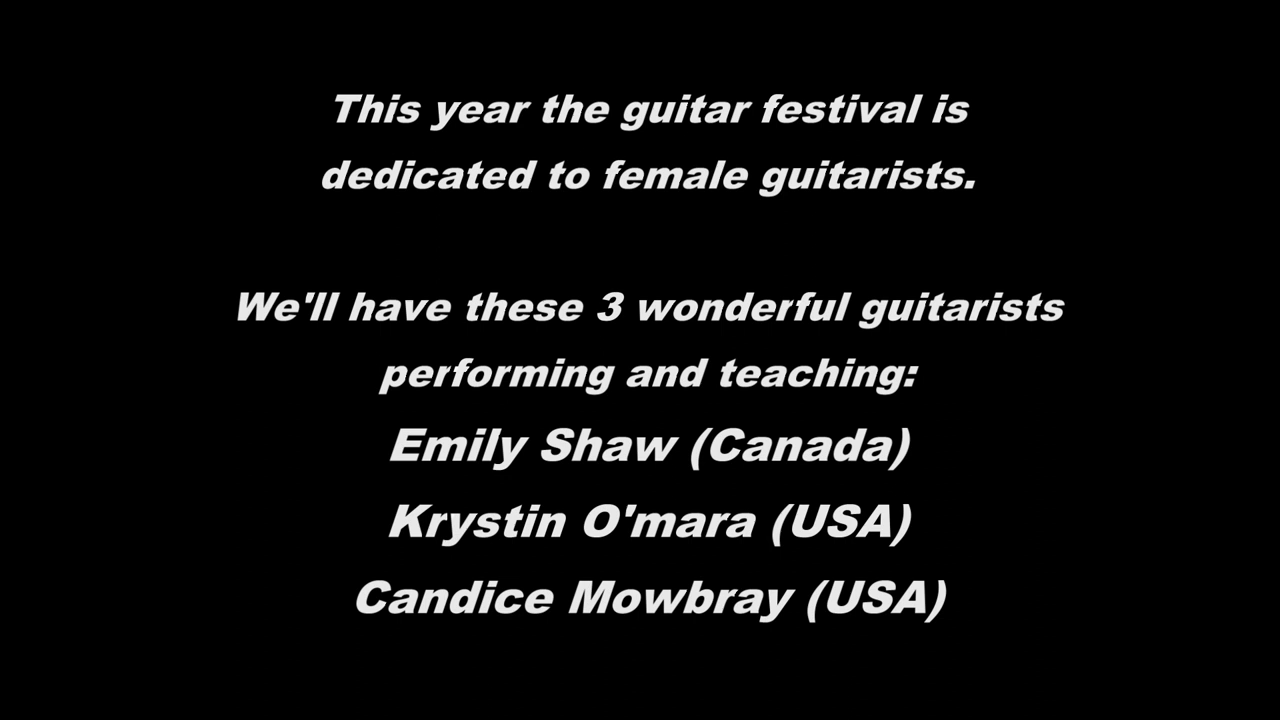 This year the guitar festival is
dedicated to female guitarists.
We'll have these 3 wonderful guitarists
performing and teaching:
Emily Shaw (Canada)
Krystin O'mara (USA)
Candice Mowbray (USA)